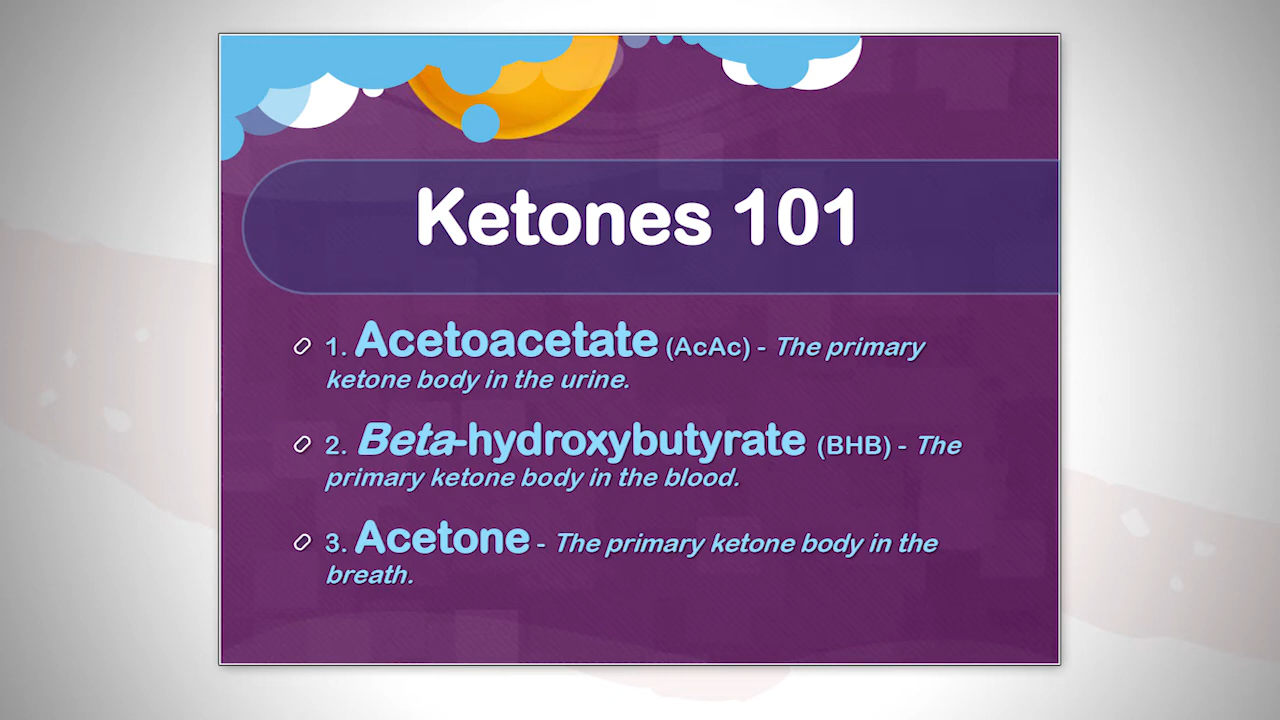 Ketones 101
1. Acetoacetate (AcAc) - The primary
ketone body in the urine.
2. Beta-hydroxybutyrate (BHB) - The
primary ketone body in the blood.
3. Acetone - The primary ketone body in the
breath.